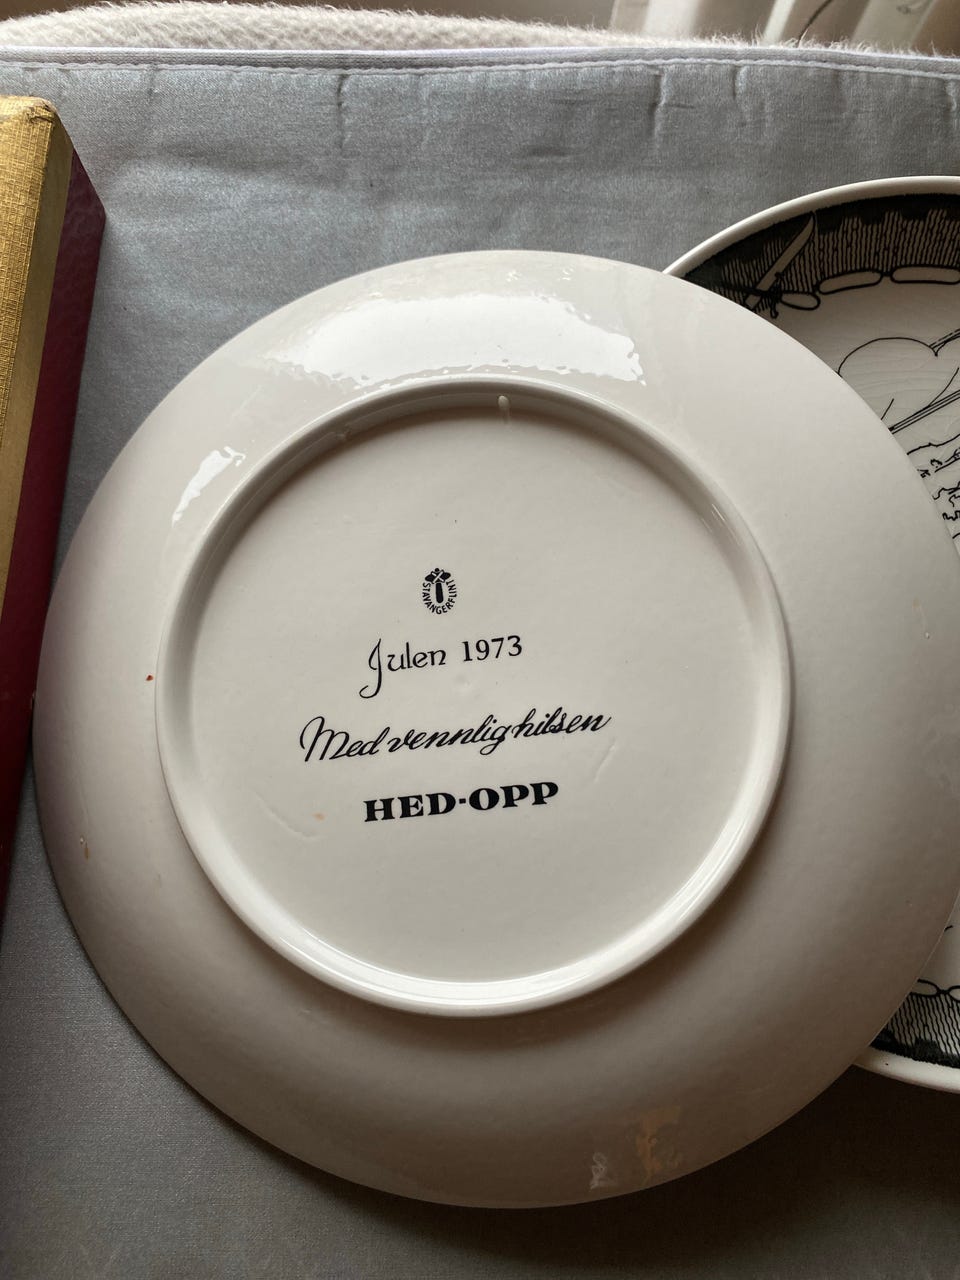 STAVANGERFLINT
Julen 1973
Med vennlig hilsen
HED-OPP